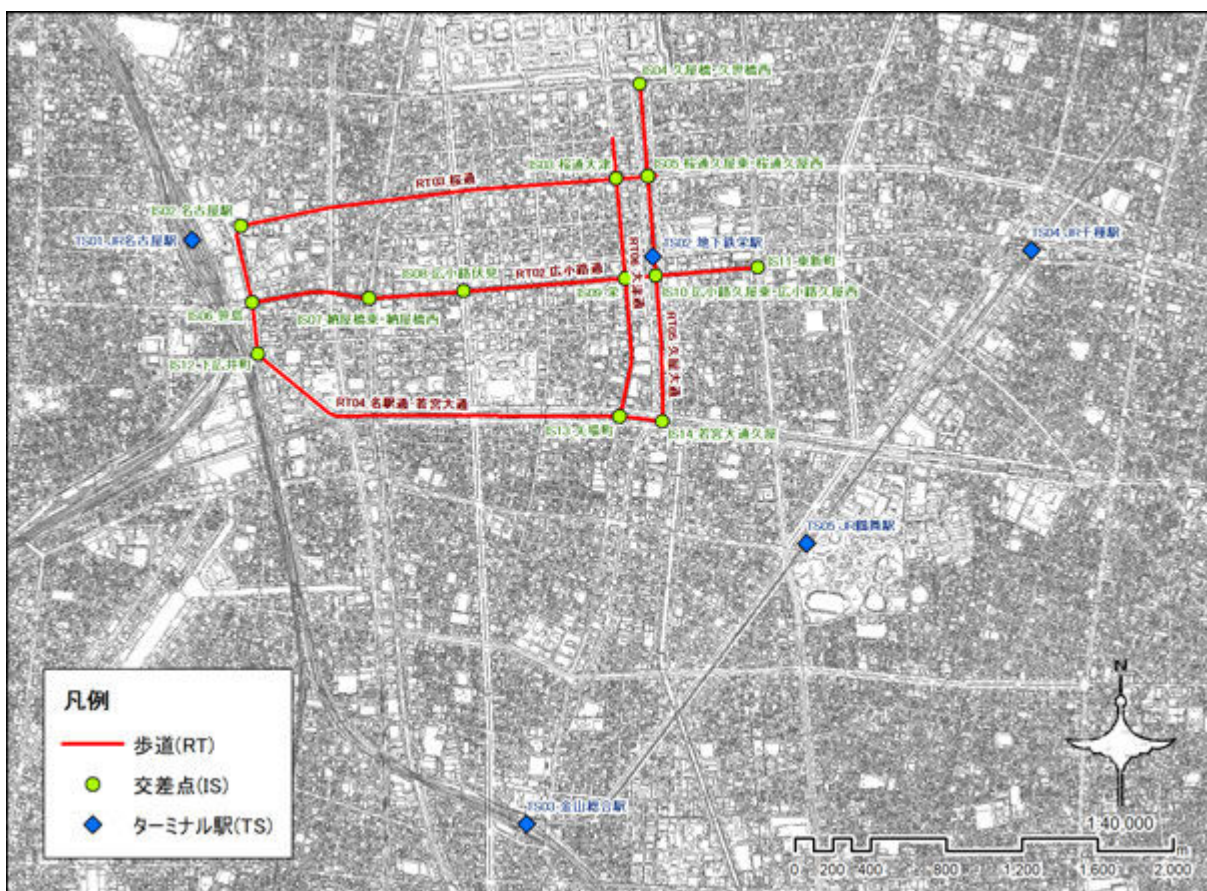 IS04 久屋橋・久思橋西
IS03 桜通大津
IS05 桜通久屋東・桜通久屋西
RT03 桜通
IS02 名古屋駅
TS01 JR名古屋駅
TS02 地下鉄栄駅
TS04 JR千種駅
IS11 東新町
IS08 広小路伏見
RT02 広小路通
RT06 大津通
IS09 栄
IS10 広小路久屋東・広小路久屋西
IS06 笹島
IS07 納屋橋東・納屋橋西
RT05 久屋大通
IS12 下広井町
RT04 名駅通・若宮大通
IS13 矢場町
IS14 若宮大通久屋
TS05 JR鶴舞駅
TS03 金山総合駅
凡例
歩道(RT)
交差点(IS)
ターミナル駅(TS)
N
1:40,000
m
0 200 400 800 1,200 1,600 2,000